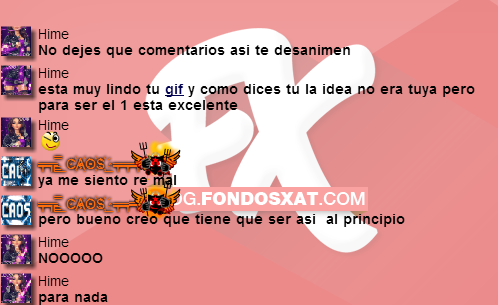 Hime
No dejes que comentarios asi te desanimen
Hime
esta muy lindo tu gif y como dices tu la idea no era tuya pero
para ser el 1 esta excelente
Hime
CAOS
ya me siento re mal
CAOS
pero bueno creo que tiene que ser asi al principio
G.FONDOSXAT.COM
Hime
NOOOOO
Hime
para nada
FX